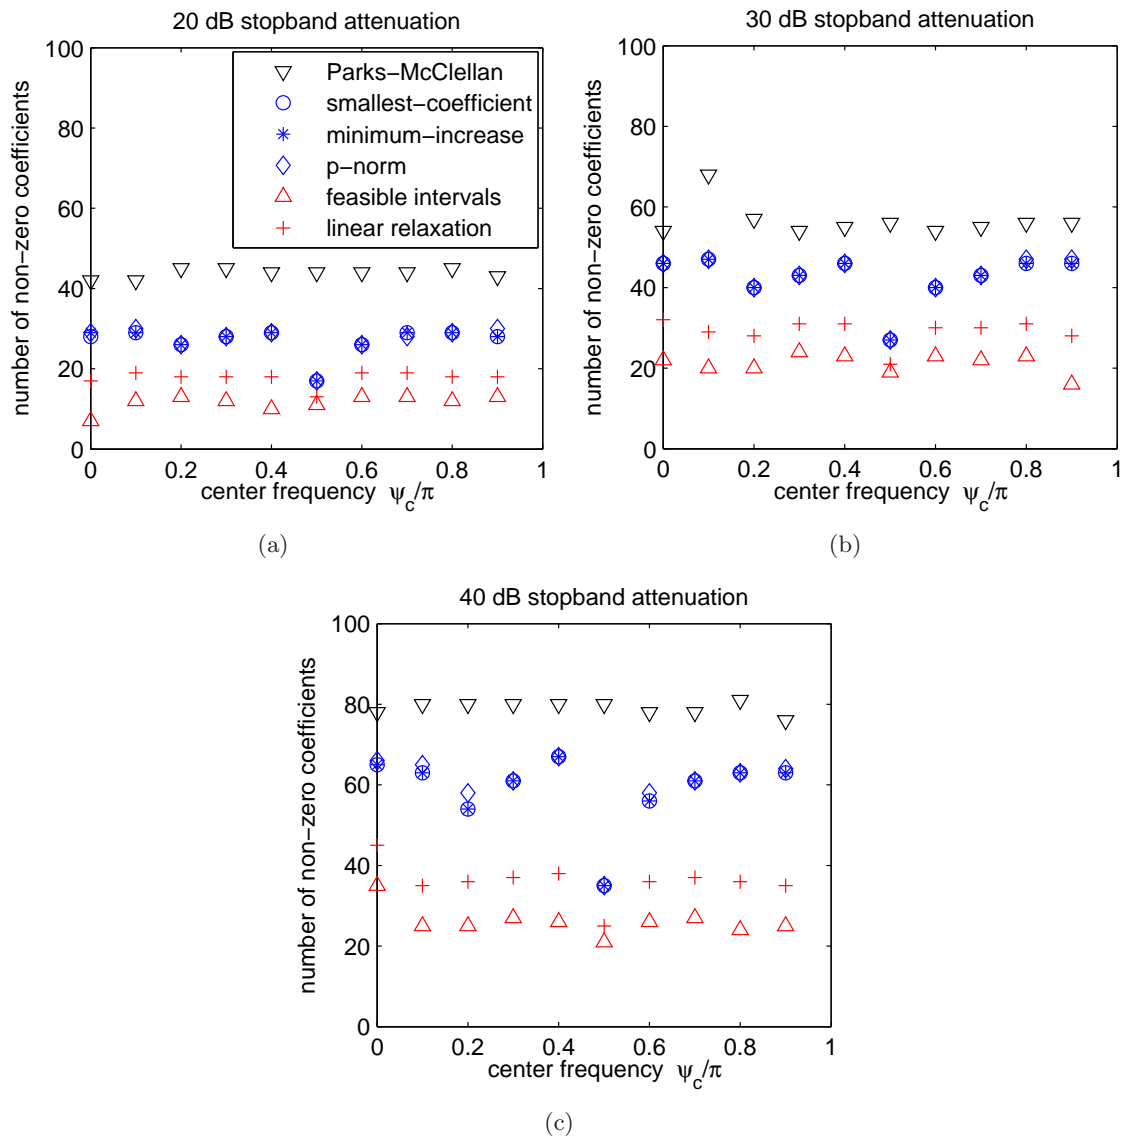 20 dB stopband attenuation
number of non-zero coefficients
100
80
60
40
20
0
Parks-McClellan
smallest-coefficient
minimum-increase
p-norm
feasible intervals
linear relaxation
0 0.2 0.4 0.6 0.8 1
center frequency ψ_c/π
(a)
30 dB stopband attenuation
number of non-zero coefficients
100
80
60
40
20
0
0 0.2 0.4 0.6 0.8 1
center frequency ψ_c/π
(b)
40 dB stopband attenuation
number of non-zero coefficients
100
80
60
40
20
0
0 0.2 0.4 0.6 0.8 1
center frequency ψ_c/π
(c)